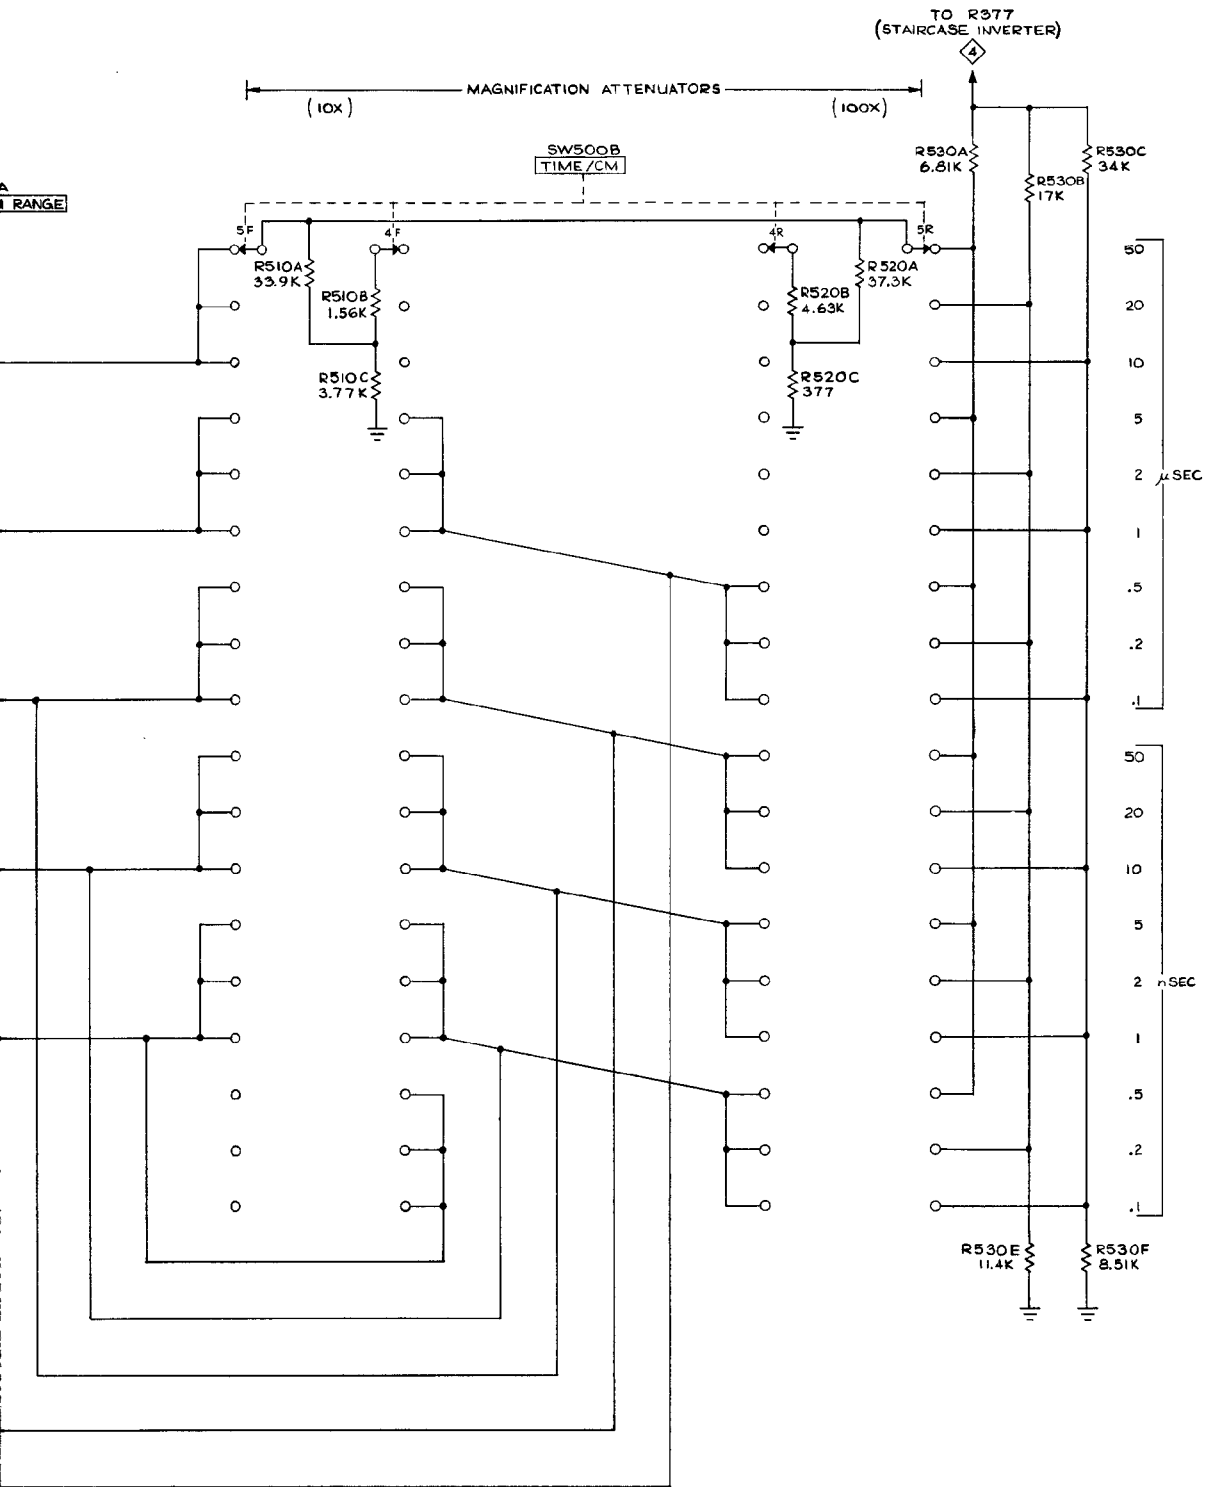 TO R377
(STAIRCASE INVERTER)
4
MAGNIFICATION ATTENUATORS
(10X)
(100X)
SW500B
TIME/CM
A
RANGE
R530A
6.81K
R530B
17K
R530C
34K
5F
4F
4R
5R
R510A
33.9K
R510B
1.56K
R510C
3.77K
R520A
37.3K
R520B
4.63K
R520C
377
50
20
10
5
2
1
.5
.2
.1
µSEC
50
20
10
5
2
1
.5
.2
.1
nSEC
R530E
11.4K
R530F
8.51K